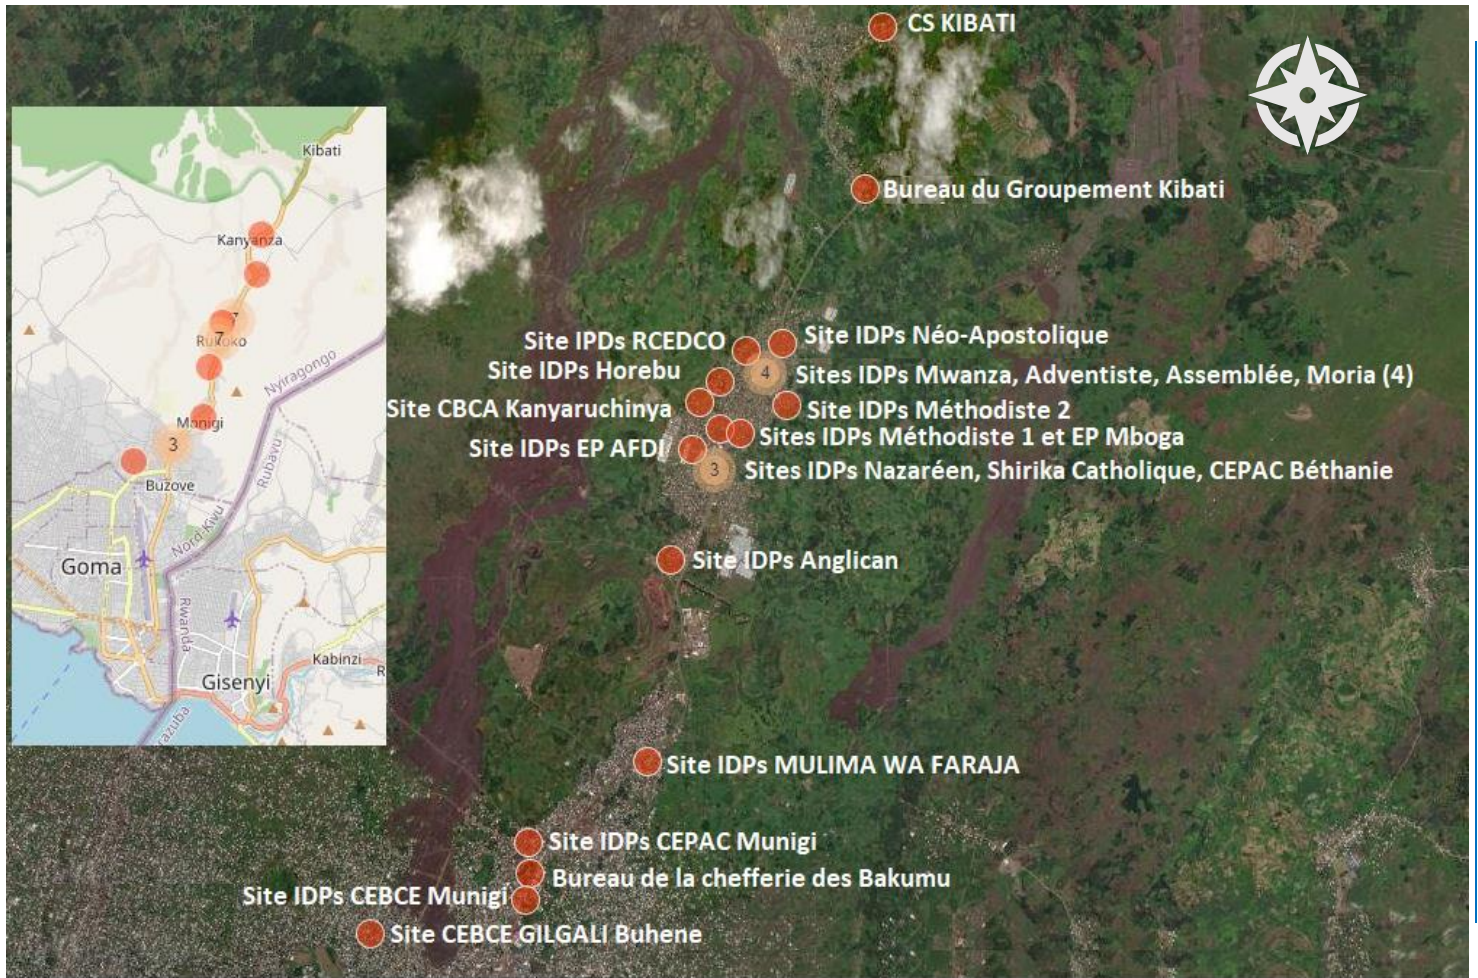 CS KIBATI
Bureau du Groupement Kibati
Site IPDs RCEDCO
Site IDPs Néo-Apostolique
Site IDPs Horebu
4
Sites IDPs Mwanza, Adventiste, Assemblée, Moria (4)
Site CBCA Kanyaruchinya
Site IDPs Méthodiste 2
Sites IDPs Méthodiste 1 et EP Mboga
Site IDPs EP AFDI
3
Sites IDPs Nazaréen, Shirika Catholique, CEPAC Béthanie
Site IDPs Anglican
Site IDPs MULIMA WA FARAJA
Site IDPs CEPAC Munigi
Bureau de la chefferie des Bakumu
Site IDPs CEBCE Munigi
Site CEBCE GILGALI Buhene
Kibati
Kanyanza
7
Rukoko
Nyiragongo
Monigi
3
Rubavu
Buzove
Nord-Kivu
Goma
Rwanda
Kabinzi
R
Gisenyi
razuba